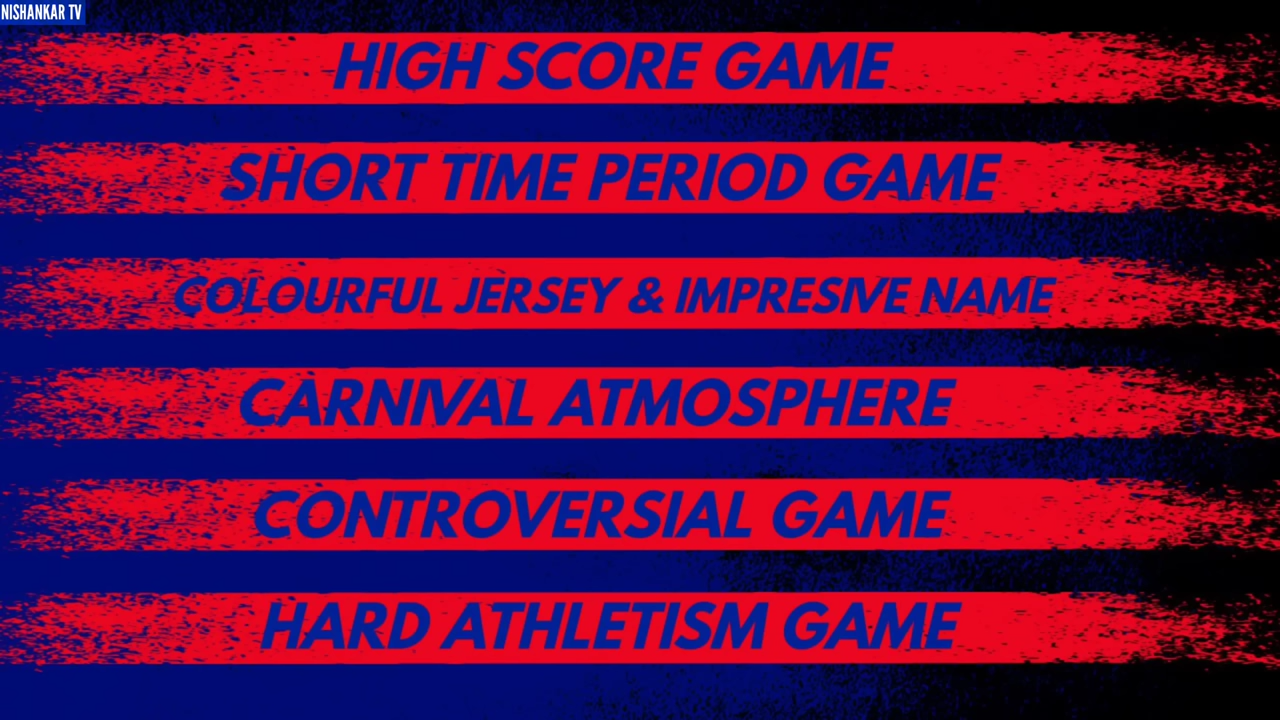 NISHANKAR TV
HIGH SCORE GAME
SHORT TIME PERIOD GAME
COLOURFUL JERSEY & IMPRESIVE NAME
CARNIVAL ATMOSPHERE
CONTROVERSIAL GAME
HARD ATHLETISM GAME